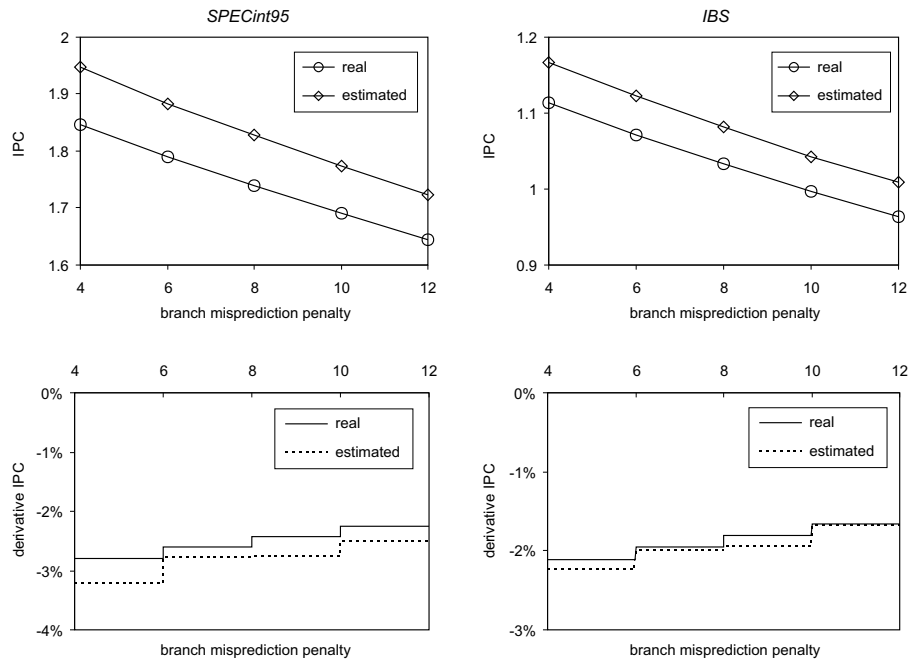 SPECint95
2
1.9
1.8
1.7
1.6
IPC
real
estimated
4 6 8 10 12
branch misprediction penalty
IBS
1.2
1.1
1
0.9
IPC
real
estimated
4 6 8 10 12
branch misprediction penalty
4 6 8 10 12
0%
-1%
-2%
-3%
-4%
derivative IPC
real
estimated
branch misprediction penalty
4 6 8 10 12
0%
-1%
-2%
-3%
derivative IPC
real
estimated
branch misprediction penalty